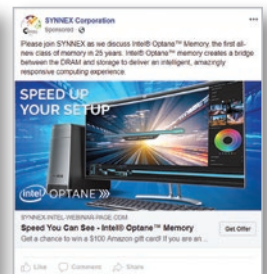 SYNNEX Corporation
Sponsored
Please join SYNNEX as we discuss Intel® Optane™ Memory, the first all-
new class of memory in 25 years. Intel® Optane™ memory creates a bridge
between the DRAM and storage to deliver an intelligent, amazingly
responsive computing experience.
SPEED UP
YOUR SETUP
intel OPTANE
SYNNEX-INTEL-WEBINAR-PAGE.COM
Speed You Can See - Intel® Optane™ Memory
Get Offer
Get a chance to win a $100 Amazon gift card! If you are an ...
Like Comment Share